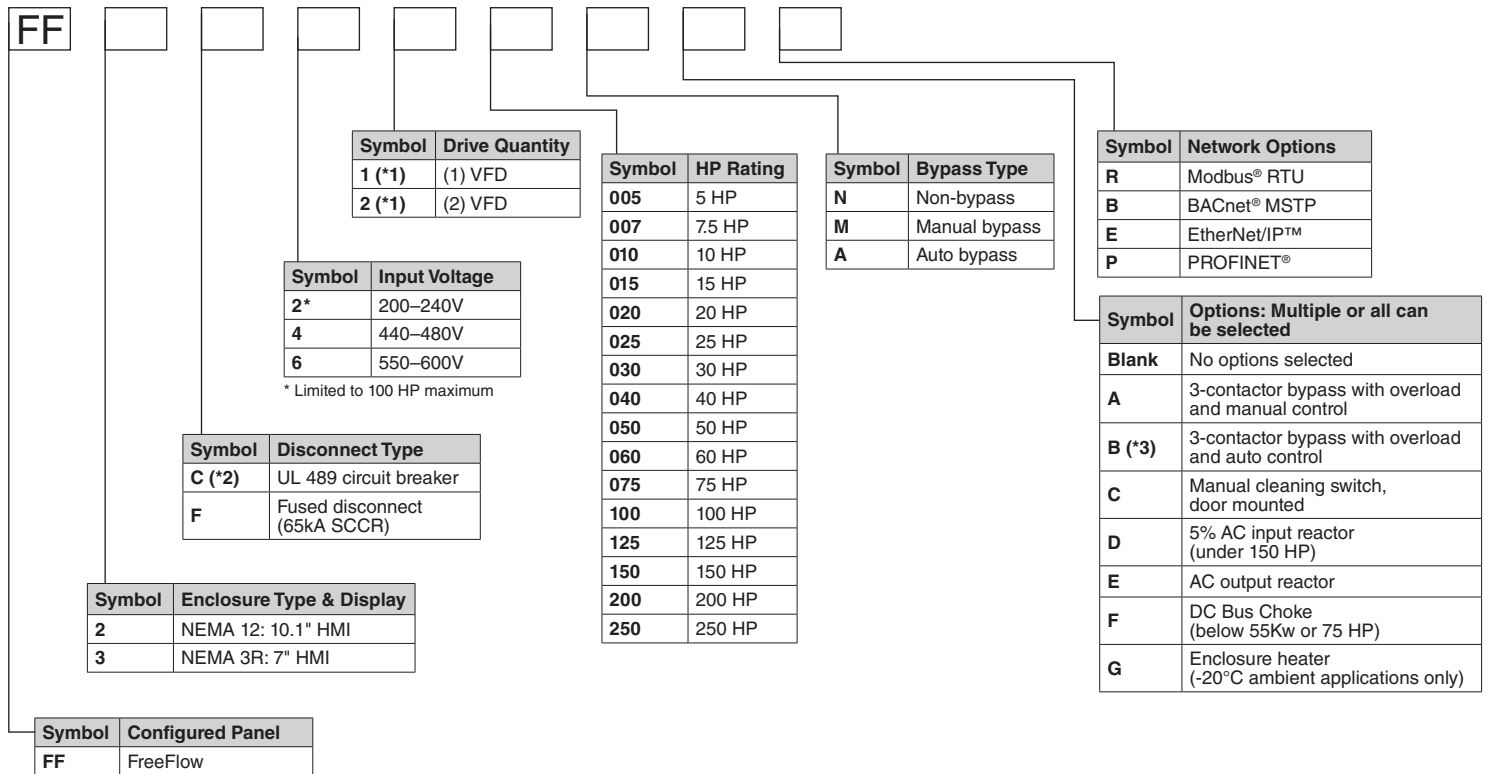 FF
Symbol Drive Quantity
1 (*1) (1) VFD
2 (*1) (2) VFD
Symbol Input Voltage
2* 200–240V
4 440–480V
6 550–600V
* Limited to 100 HP maximum
Symbol Disconnect Type
C (*2) UL 489 circuit breaker
F Fused disconnect
(65kA SCCR)
Symbol Enclosure Type & Display
2 NEMA 12: 10.1" HMI
3 NEMA 3R: 7" HMI
Symbol Configured Panel
FF FreeFlow
Symbol HP Rating
005 5 HP
007 7.5 HP
010 10 HP
015 15 HP
020 20 HP
025 25 HP
030 30 HP
040 40 HP
050 50 HP
060 60 HP
075 75 HP
100 100 HP
125 125 HP
150 150 HP
200 200 HP
250 250 HP
Symbol Bypass Type
N Non-bypass
M Manual bypass
A Auto bypass
Symbol Network Options
R Modbus® RTU
B BACnet® MSTP
E EtherNet/IP™
P PROFINET®
Symbol Options: Multiple or all can
be selected
Blank No options selected
A 3-contactor bypass with overload
and manual control
B (*3) 3-contactor bypass with overload
and auto control
C Manual cleaning switch,
door mounted
D 5% AC input reactor
(under 150 HP)
E AC output reactor
F DC Bus Choke
(below 55Kw or 75 HP)
G Enclosure heater
(-20°C ambient applications only)